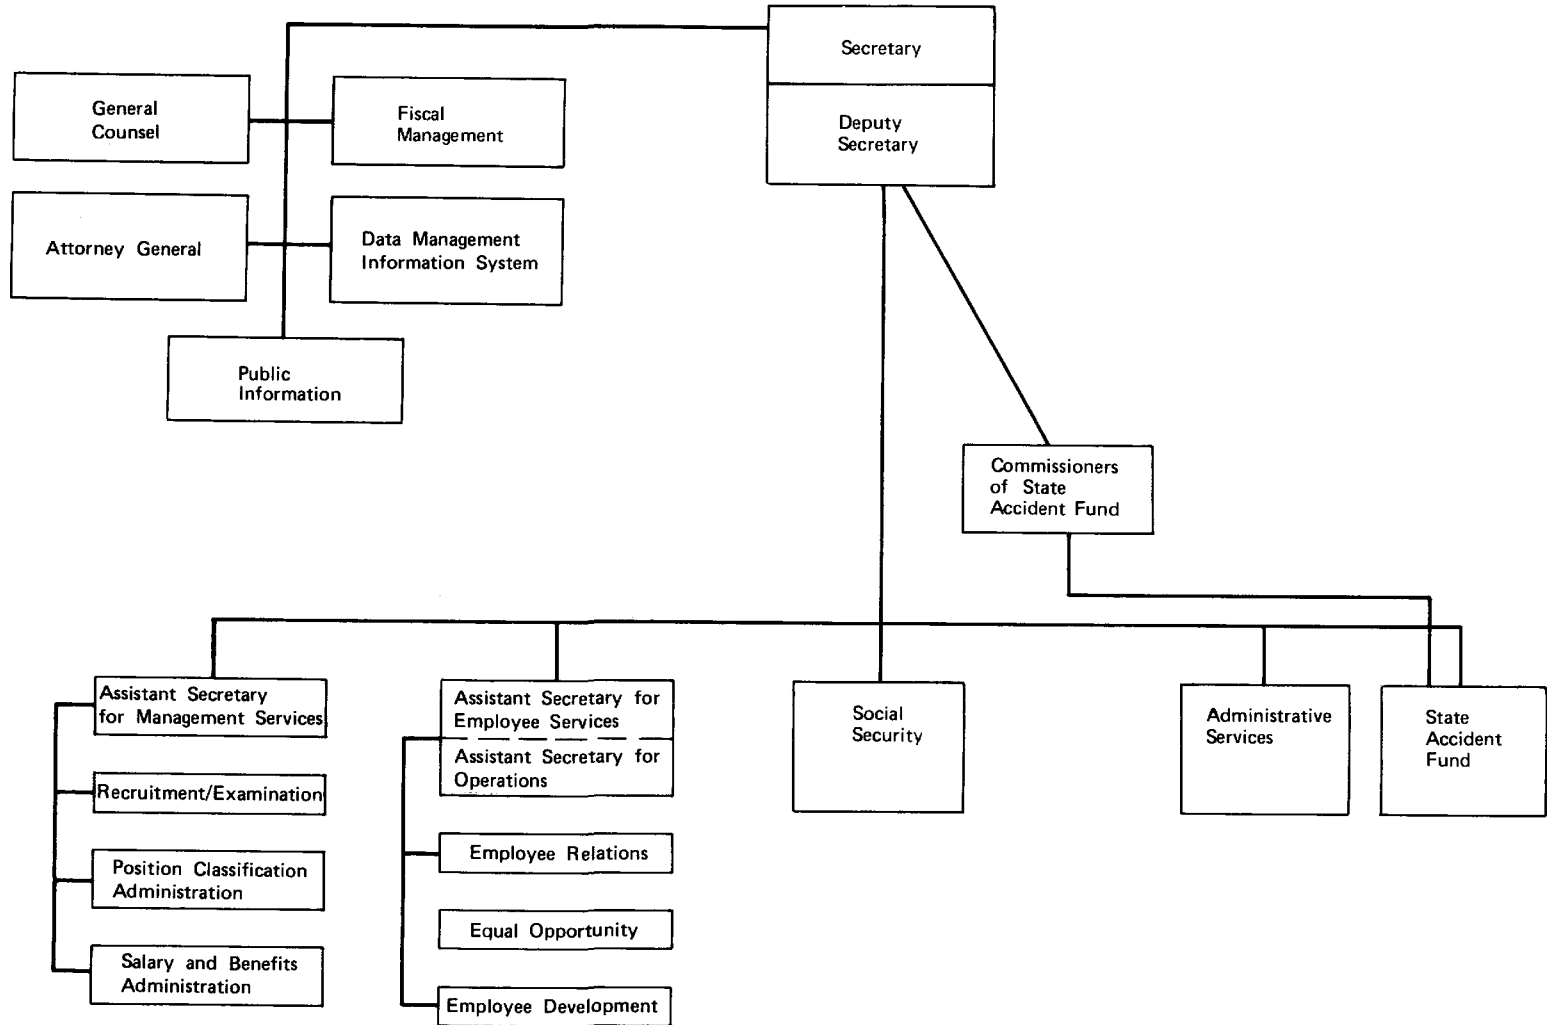 Secretary
Deputy
Secretary
General
Counsel
Fiscal
Management
Attorney General
Data Management
Information System
Public
Information
Commissioners
of State
Accident Fund
Assistant Secretary
for Management Services
Recruitment/Examination
Position Classification
Administration
Salary and Benefits
Administration
Assistant Secretary for
Employee Services
Assistant Secretary for
Operations
Employee Relations
Equal Opportunity
Employee Development
Social
Security
Administrative
Services
State
Accident
Fund